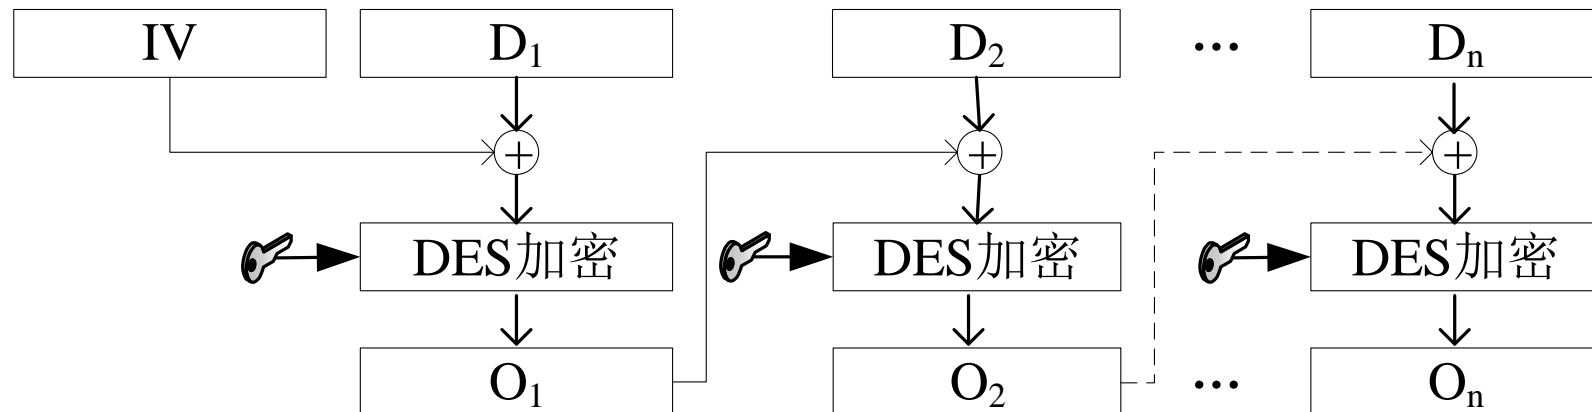 IV D₁ D₂ … Dₙ
+ + +
DES加密 DES加密 DES加密
O₁ O₂ … Oₙ